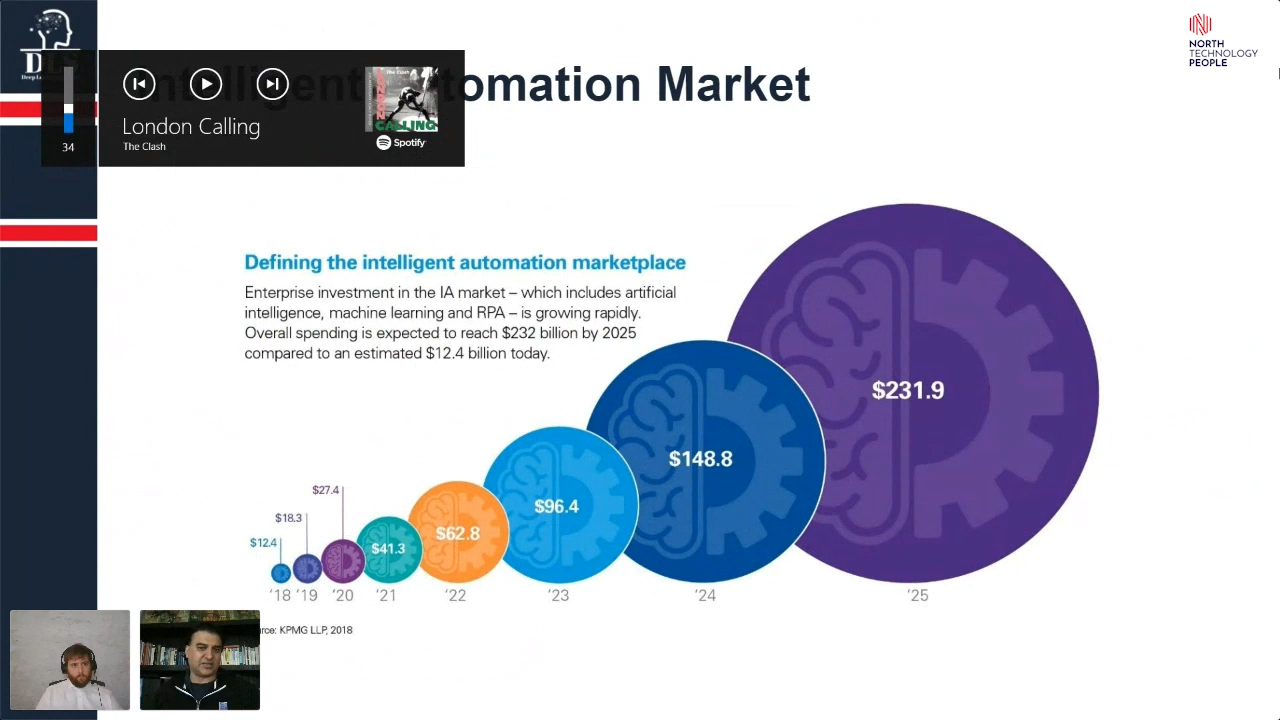 NORTH
TECHNOLOGY
PEOPLE
Intelligent Automation Market
34
London Calling
The Clash
CALLING
Spotify
Defining the intelligent automation marketplace
Enterprise investment in the IA market – which includes artificial
intelligence, machine learning and RPA – is growing rapidly.
Overall spending is expected to reach $232 billion by 2025
compared to an estimated $12.4 billion today.
$12.4
$18.3
$27.4
$41.3
$62.8
$96.4
$148.8
$231.9
'18 '19 '20 '21 '22 '23 '24 '25
rce: KPMG LLP, 2018